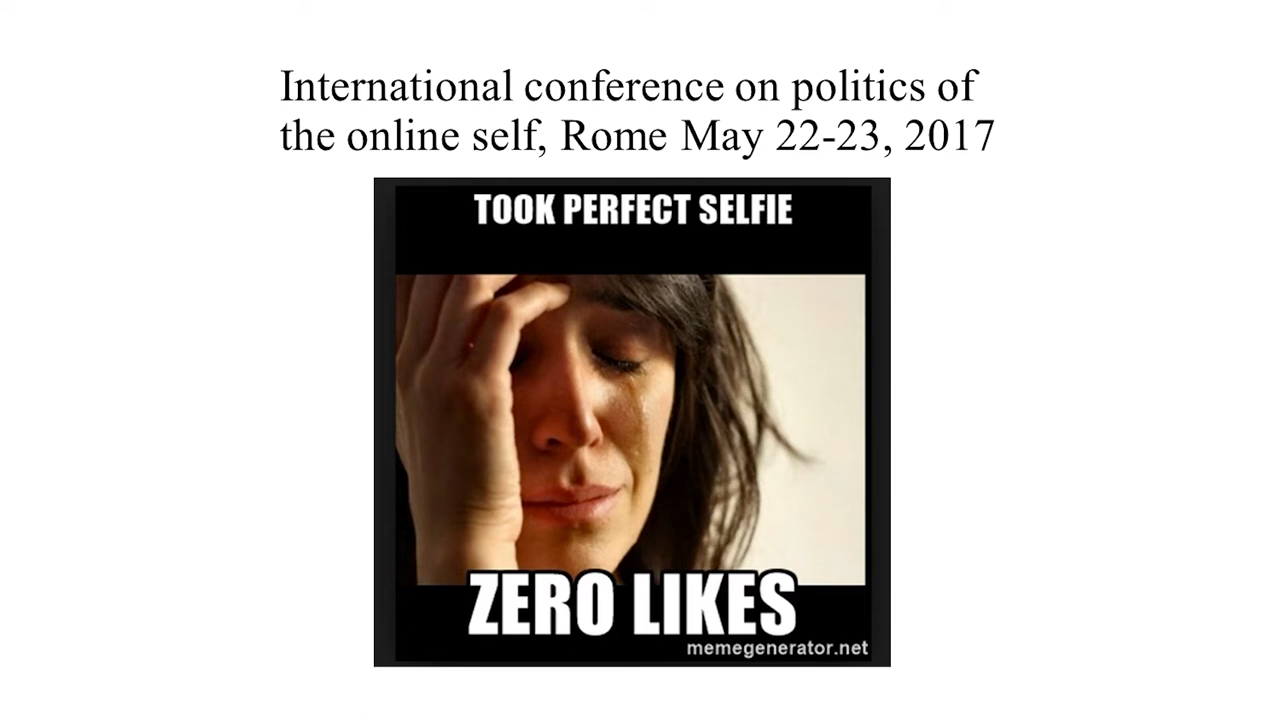 International conference on politics of
the online self, Rome May 22-23, 2017
TOOK PERFECT SELFIE
ZERO LIKES
memegenerator.net